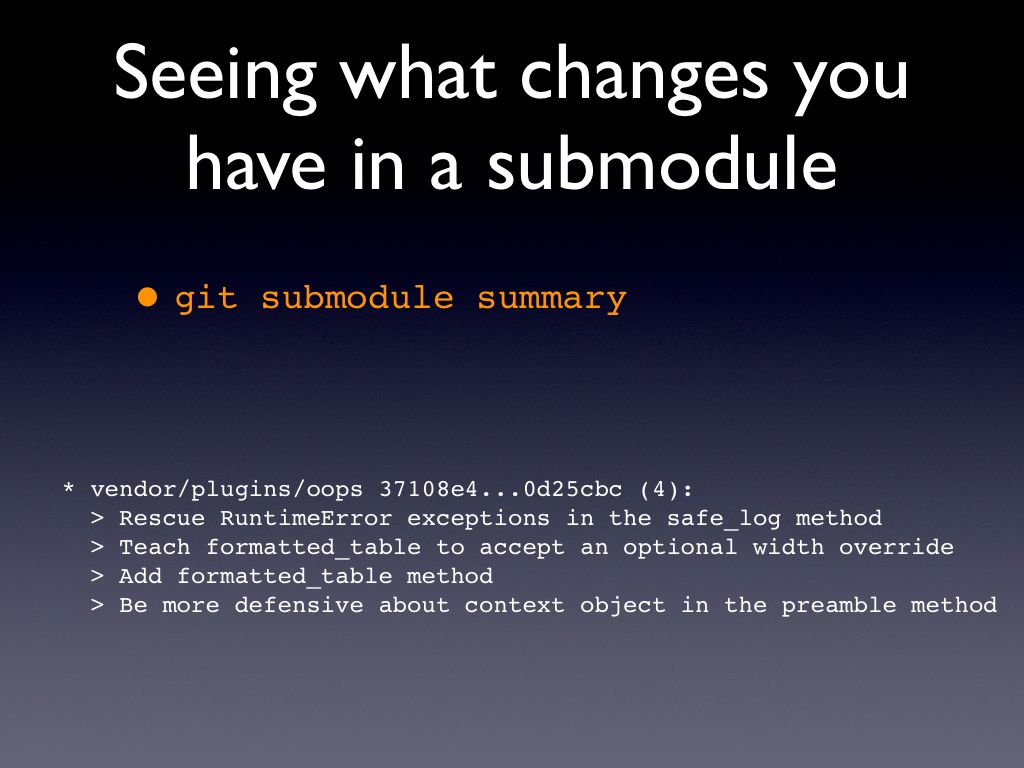 Seeing what changes you
have in a submodule
• git submodule summary
* vendor/plugins/oops 37108e4...0d25cbc (4):
> Rescue RuntimeError exceptions in the safe_log method
> Teach formatted_table to accept an optional width override
> Add formatted_table method
> Be more defensive about context object in the preamble method